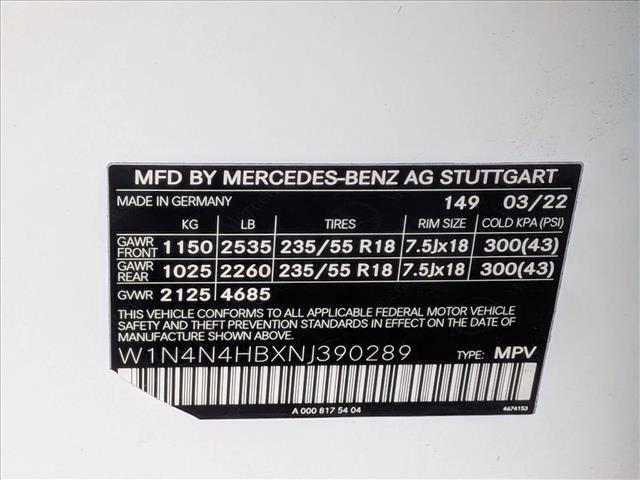 MFD BY MERCEDES-BENZ AG STUTTGART
MADE IN GERMANY 149 03/22
KG LB TIRES RIM SIZE COLD KPA (PSI)
GAWR FRONT 1150 2535 235/55 R18 7.5Jx18 300(43)
GAWR REAR 1025 2260 235/55 R18 7.5Jx18 300(43)
GVWR 2125 4685
THIS VEHICLE CONFORMS TO ALL APPLICABLE FEDERAL MOTOR VEHICLE
SAFETY AND THEFT PREVENTION STANDARDS IN EFFECT ON THE DATE OF
MANUFACTURE SHOWN ABOVE.
W1N4N4HBXNJ390289 TYPE: MPV
A 000 817 54 04 4674153